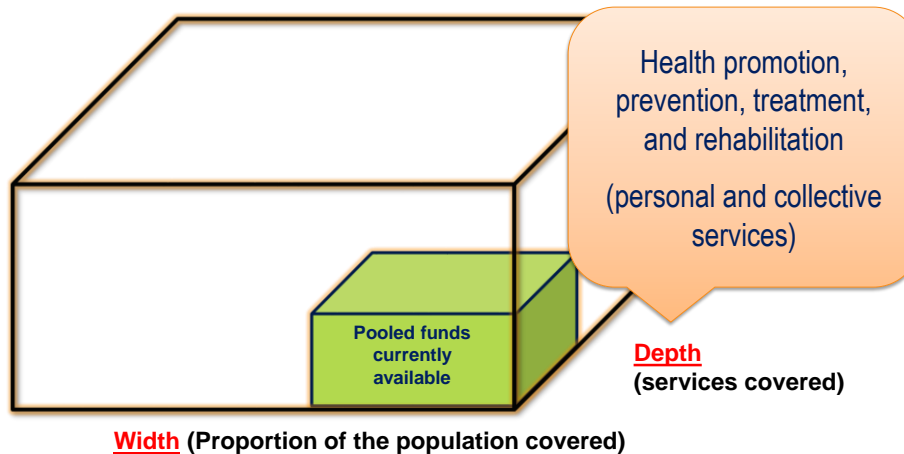 Health promotion,
prevention, treatment,
and rehabilitation
(personal and collective
services)
Pooled funds
currently
available
Depth
(services covered)
Width (Proportion of the population covered)